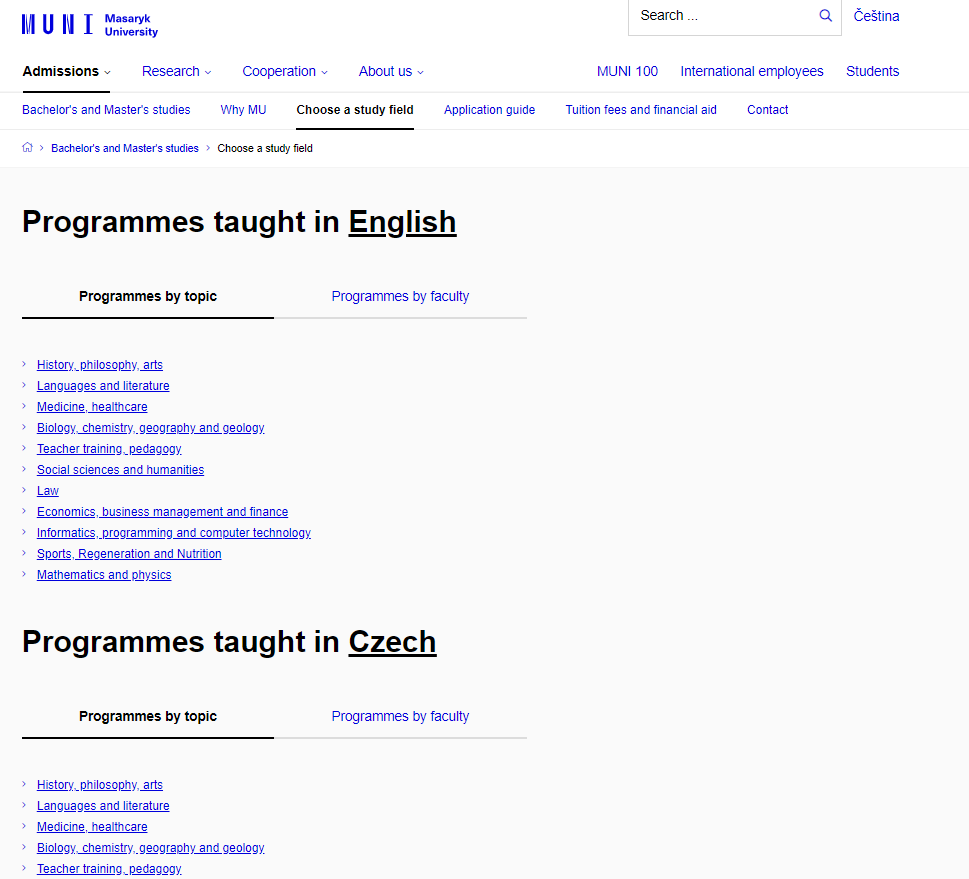 MUNI Masaryk University
Search ...
Čeština
Admissions Research Cooperation About us MUNI 100 International employees Students
Bachelor's and Master's studies Why MU Choose a study field Application guide Tuition fees and financial aid Contact
Bachelor's and Master's studies Choose a study field
Programmes taught in English
Programmes by topic Programmes by faculty
History, philosophy, arts
Languages and literature
Medicine, healthcare
Biology, chemistry, geography and geology
Teacher training, pedagogy
Social sciences and humanities
Law
Economics, business management and finance
Informatics, programming and computer technology
Sports, Regeneration and Nutrition
Mathematics and physics
Programmes taught in Czech
Programmes by topic Programmes by faculty
History, philosophy, arts
Languages and literature
Medicine, healthcare
Biology, chemistry, geography and geology
Teacher training, pedagogy